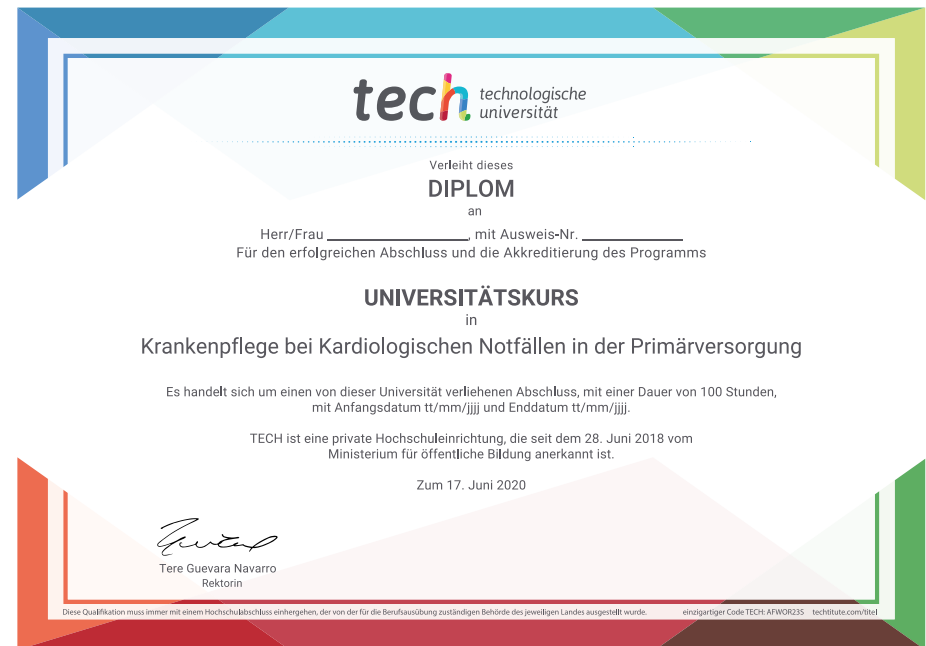 tech technologische
universität
Verleiht dieses
DIPLOM
an
Herr/Frau ____________________, mit Ausweis-Nr. ______________
Für den erfolgreichen Abschluss und die Akkreditierung des Programms
UNIVERSITÄTSKURS
in
Krankenpflege bei Kardiologischen Notfällen in der Primärversorgung
Es handelt sich um einen von dieser Universität verliehenen Abschluss, mit einer Dauer von 100 Stunden,
mit Anfangsdatum tt/mm/jjjj und Enddatum tt/mm/jjjj.
TECH ist eine private Hochschuleinrichtung, die seit dem 28. Juni 2018 vom
Ministerium für öffentliche Bildung anerkannt ist.
Zum 17. Juni 2020
Tere Guevara Navarro
Rektorin
Diese Qualifikation muss immer mit einem Hochschulabschluss einhergehen, der von der für die Berufsausübung zuständigen Behörde des jeweiligen Landes ausgestellt wurde. einzigartiger Code TECH: AFWOR23S techtitute.com/titel